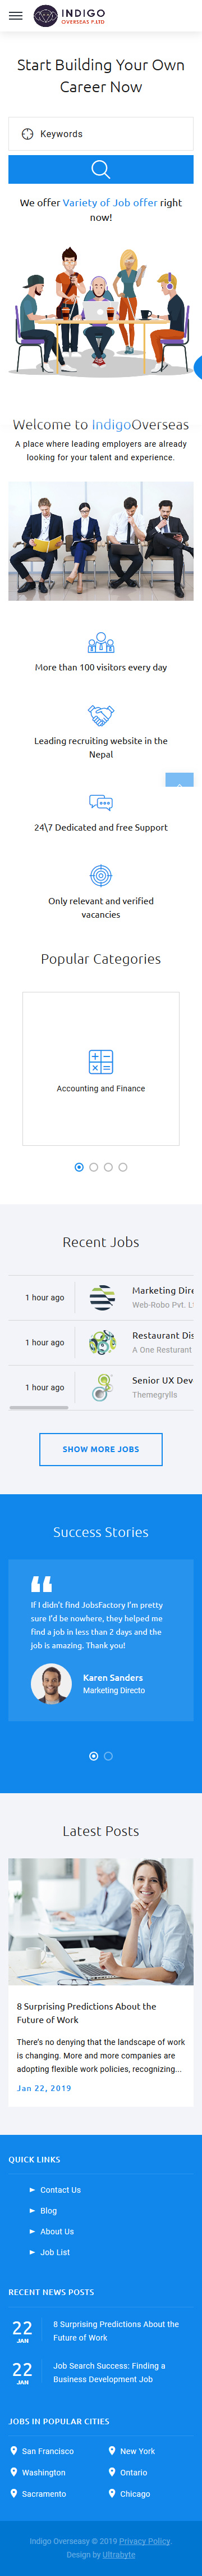 INDIGO
OVERSEAS P.LTD
Start Building Your Own
Career Now
Keywords
We offer Variety of Job offer right
now!
Welcome to IndigoOverseas
A place where leading employers are already
looking for your talent and experience.
More than 100 visitors every day
Leading recruiting website in the
Nepal
24\7 Dedicated and free Support
Only relevant and verified
vacancies
Popular Categories
Accounting and Finance
Recent Jobs
1 hour ago
Marketing Dire
Web-Robo Pvt. L
1 hour ago
Restaurant Dis
A One Resturant
1 hour ago
Senior UX Dev
Themegrylls
SHOW MORE JOBS
Success Stories
If I didn't find JobsFactory I'm pretty
sure I'd be nowhere, they helped me
find a job in less than 2 days and the
job is amazing. Thank you!
Karen Sanders
Marketing Directo
Latest Posts
8 Surprising Predictions About the
Future of Work
There's no denying that the landscape of work
is changing. More and more companies are
adopting flexible work policies, recognizing...
Jan 22, 2019
QUICK LINKS
Contact Us
Blog
About Us
Job List
RECENT NEWS POSTS
22
JAN
8 Surprising Predictions About the
Future of Work
22
JAN
Job Search Success: Finding a
Business Development Job
JOBS IN POPULAR CITIES
San Francisco
New York
Washington
Ontario
Sacramento
Chicago
Indigo Overseasy © 2019 Privacy Policy.
Design by Ultrabyte